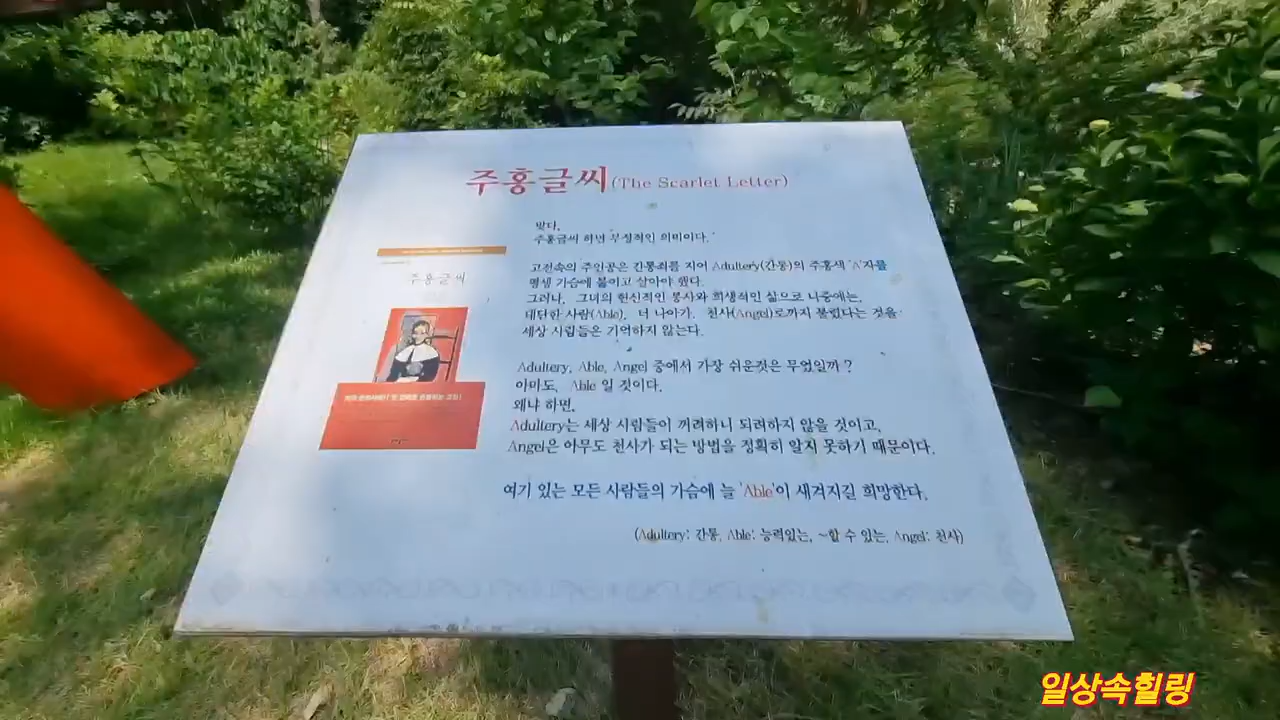 주홍글씨(The Scarlet Letter)
맞다.
주홍글씨 하면 부정적인 의미이다.
고전속의 주인공은 간통죄를 지어 Adultery(간통)의 주홍색 'A'자를
평생 가슴에 붙이고 살아야 했다.
그러나, 그녀의 헌신적인 봉사와 희생적인 삶으로 나중에는,
대단한 사람(Able), 더 나아가, 천사(Angel)로까지 불렸다는 것을
세상 사람들은 기억하지 않는다.
Adultery, Able, Angel 중에서 가장 쉬운것은 무엇일까 ?
아마도, Able 일 것이다.
왜냐 하면,
Adultery는 세상 사람들이 꺼려하니 되려하지 않을 것이고,
Angel은 아무도 천사가 되는 방법을 정확히 알지 못하기 때문이다.
여기 있는 모든 사람들의 가슴에 늘 'Able'이 새겨지길 희망한다.
(Adultery: 간통, Able: 능력있는, ~할 수 있는, Angel: 천사)
주홍글씨
일상속힐링